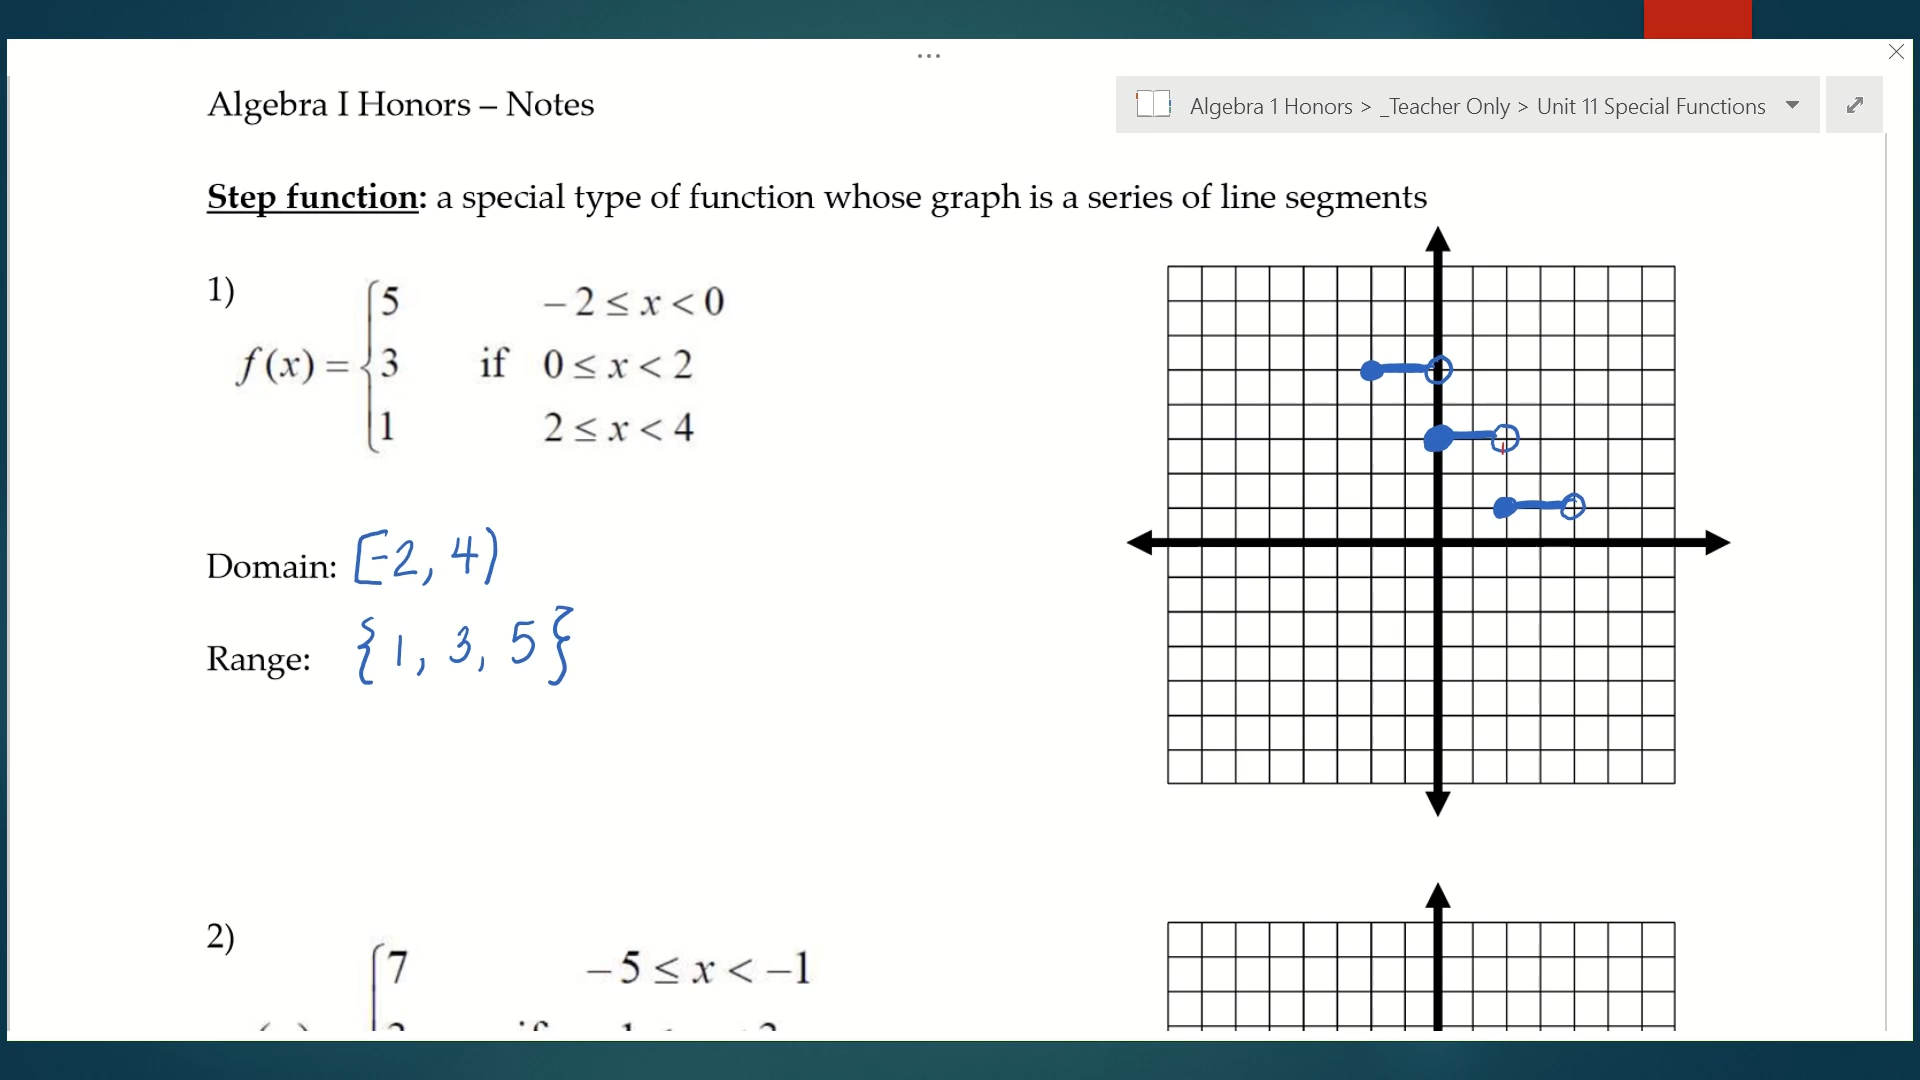 Algebra I Honors – Notes
Algebra 1 Honors > _Teacher Only > Unit 11 Special Functions
Step function: a special type of function whose graph is a series of line segments
1)
5 – 2 ≤ x < 0
f(x) = { 3 if 0 ≤ x < 2
1 2 ≤ x < 4
Domain: [-2, 4)
Range: {1, 3, 5}
2)
7 – 5 ≤ x < –1